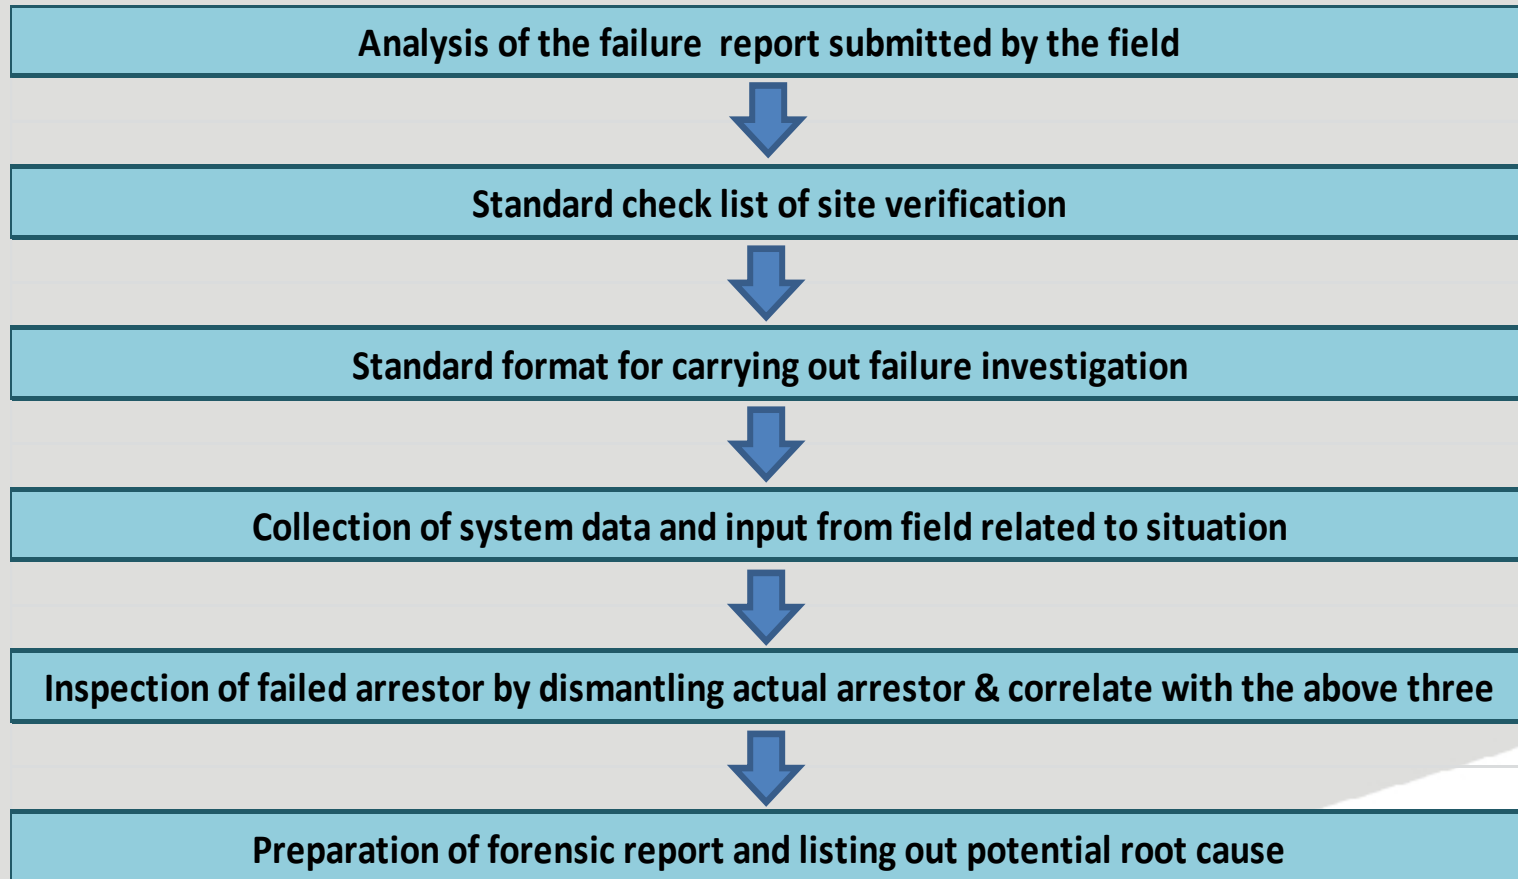 Analysis of the failure report submitted by the field
Standard check list of site verification
Standard format for carrying out failure investigation
Collection of system data and input from field related to situation
Inspection of failed arrestor by dismantling actual arrestor & correlate with the above three
Preparation of forensic report and listing out potential root cause